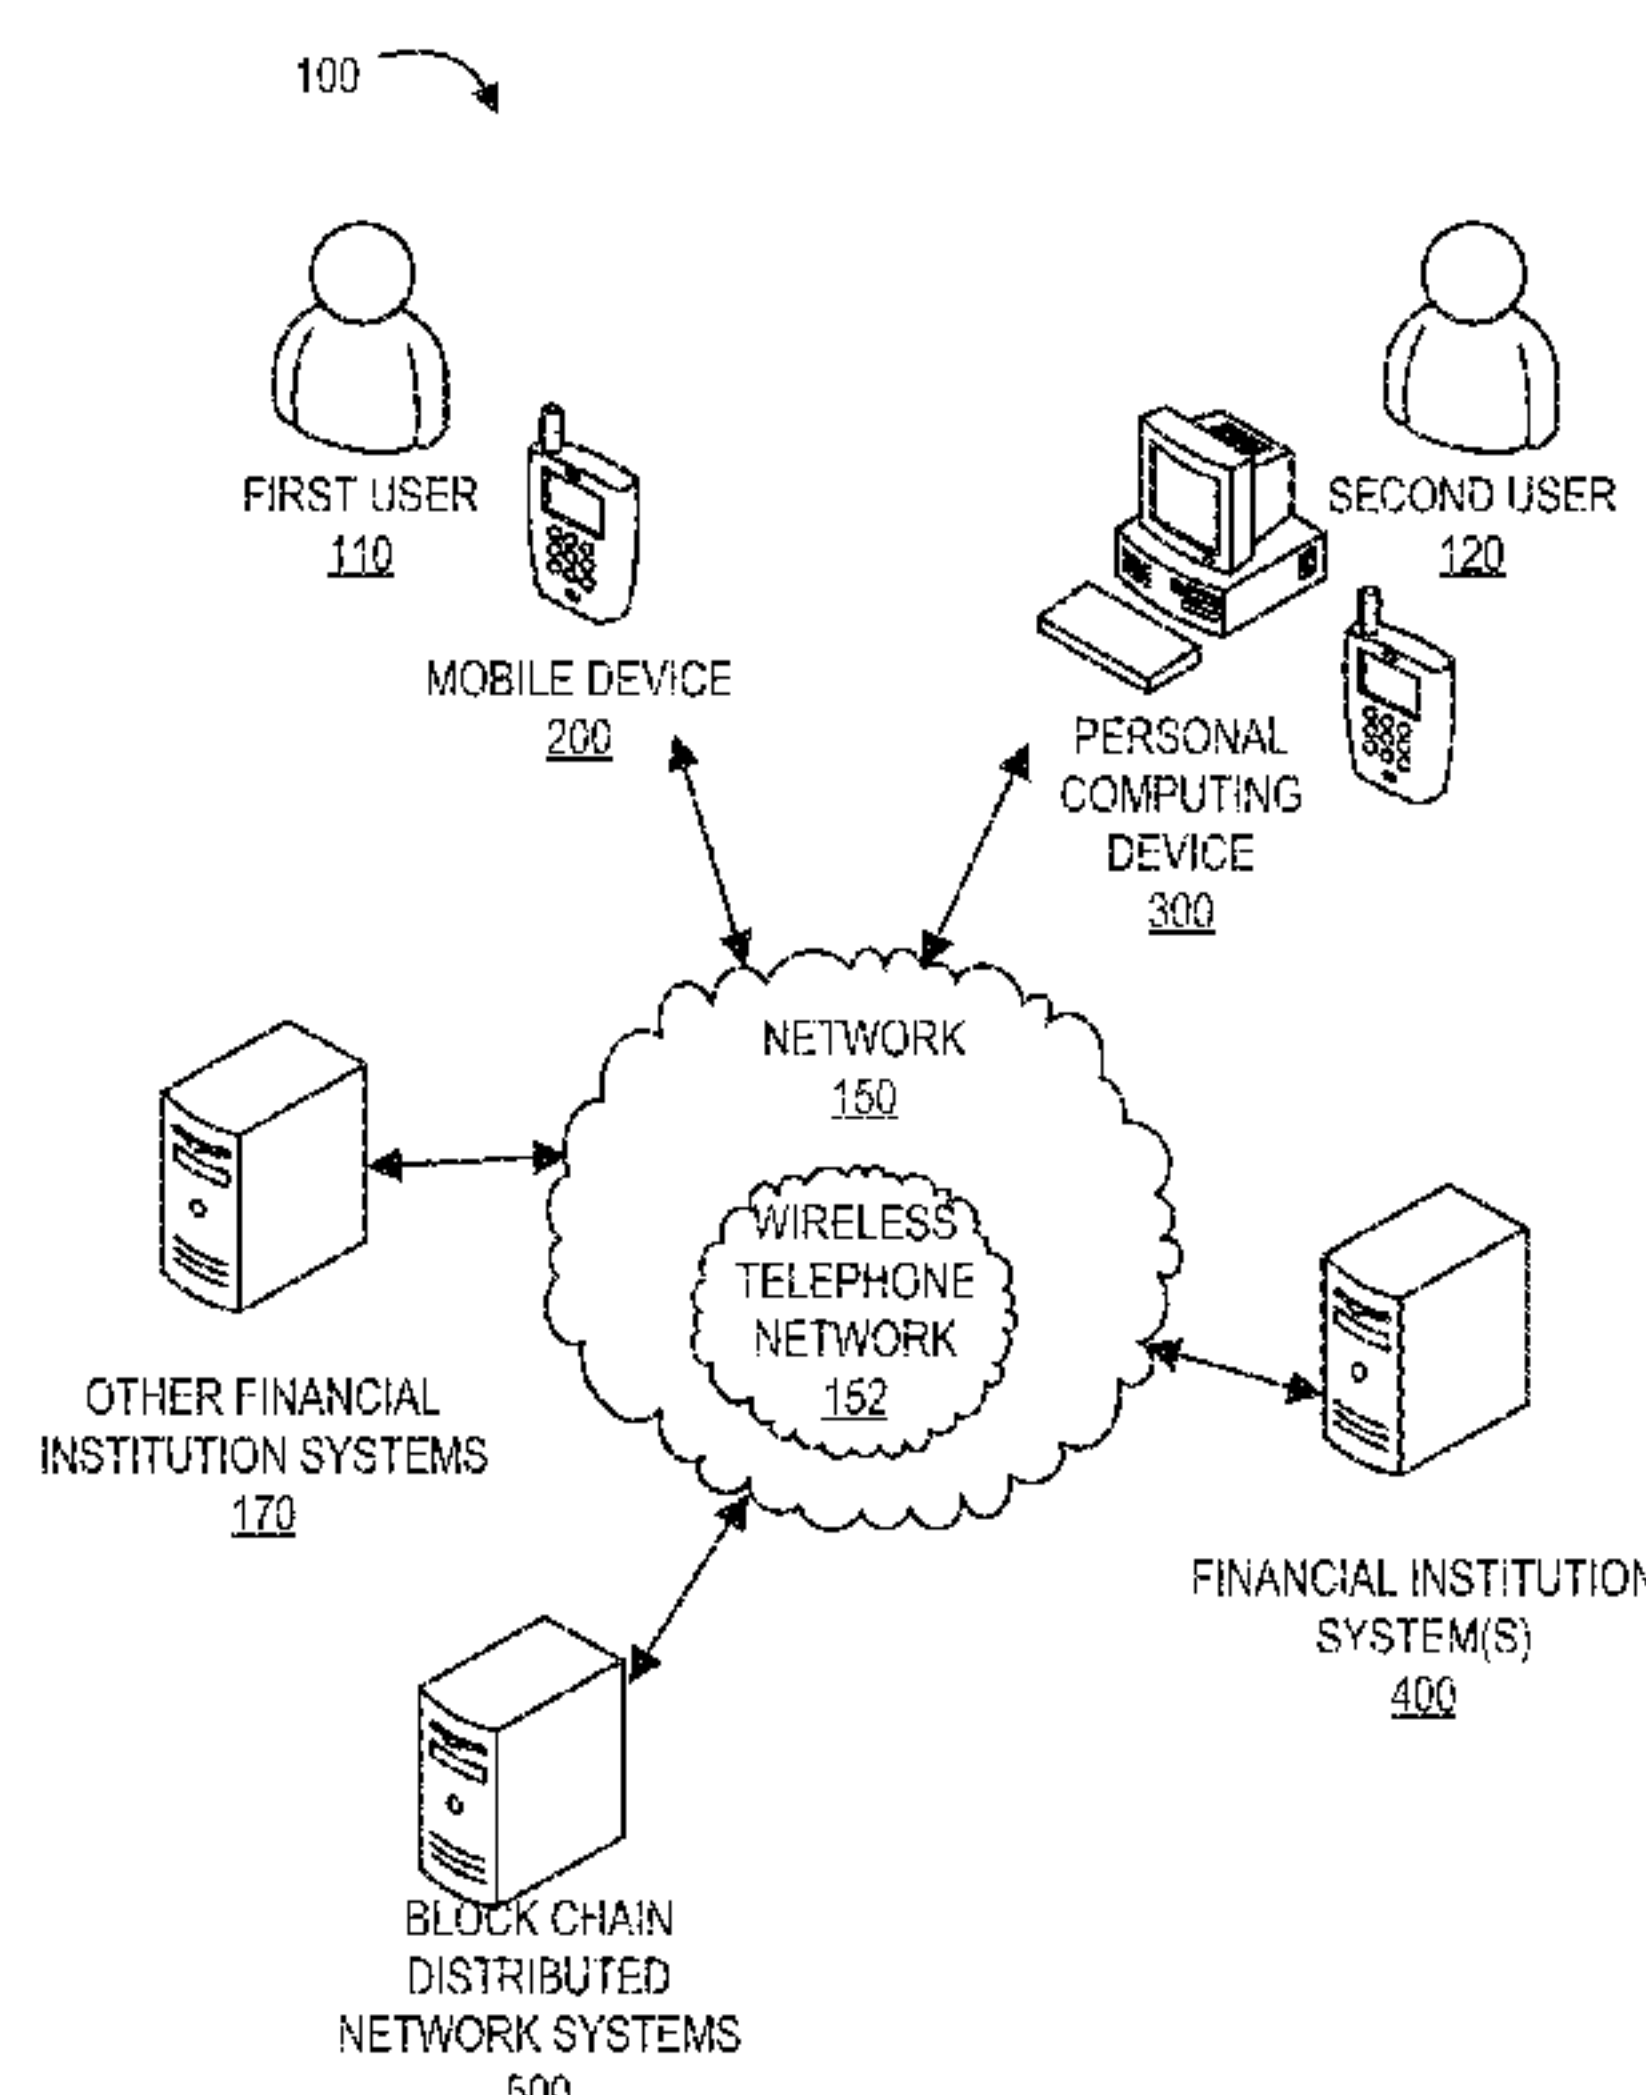 100
FIRST USER
110
SECOND USER
120
MOBILE DEVICE
200
PERSONAL
COMPUTING
DEVICE
300
NETWORK
150
WIRELESS
TELEPHONE
NETWORK
152
OTHER FINANCIAL
INSTITUTION SYSTEMS
170
FINANCIAL INSTITUTION
SYSTEM(S)
400
BLOCK CHAIN
DISTRIBUTED
NETWORK SYSTEMS